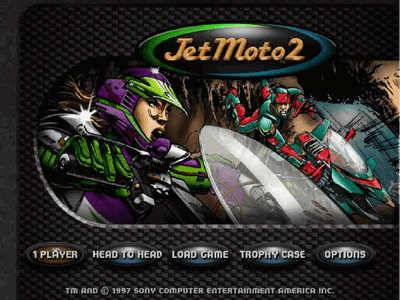 JetMoto2
1 PLAYER HEAD TO HEAD LOAD GAME TROPHY CASE OPTIONS
TM AND © 1997 SONY COMPUTER ENTERTAINMENT AMERICA INC.